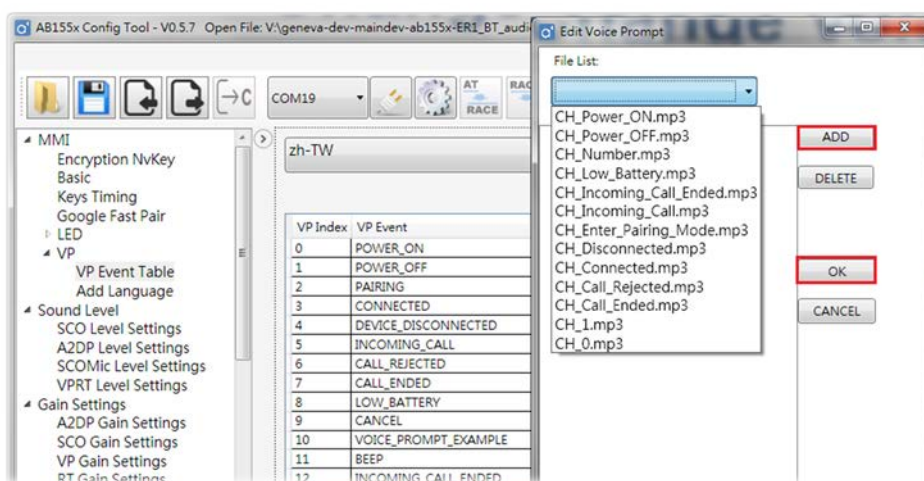 AB155x Config Tool - V0.5.7 Open File: V:\geneva-dev-maindev-ab155x-ER1_BT_audi
Edit Voice Prompt
File List:
C
COM19
AT
RACE
RAC
MMI
Encryption NvKey
Basic
Keys Timing
Google Fast Pair
LED
VP
VP Event Table
Add Language
Sound Level
SCO Level Settings
A2DP Level Settings
SCOMic Level Settings
VPRT Level Settings
Gain Settings
A2DP Gain Settings
SCO Gain Settings
VP Gain Settings
RT Gain Settings
zh-TW
VP Index VP Event
0 POWER_ON
1 POWER_OFF
2 PAIRING
3 CONNECTED
4 DEVICE_DISCONNECTED
5 INCOMING_CALL
6 CALL_REJECTED
7 CALL_ENDED
8 LOW_BATTERY
9 CANCEL
10 VOICE_PROMPT_EXAMPLE
11 BEEP
12 INCOMING_CALL_ENDED
CH_Power_ON.mp3
CH_Power_OFF.mp3
CH_Number.mp3
CH_Low_Battery.mp3
CH_Incoming_Call_Ended.mp3
CH_Incoming_Call.mp3
CH_Enter_Pairing_Mode.mp3
CH_Disconnected.mp3
CH_Connected.mp3
CH_Call_Rejected.mp3
CH_Call_Ended.mp3
CH_1.mp3
CH_0.mp3
ADD
DELETE
OK
CANCEL